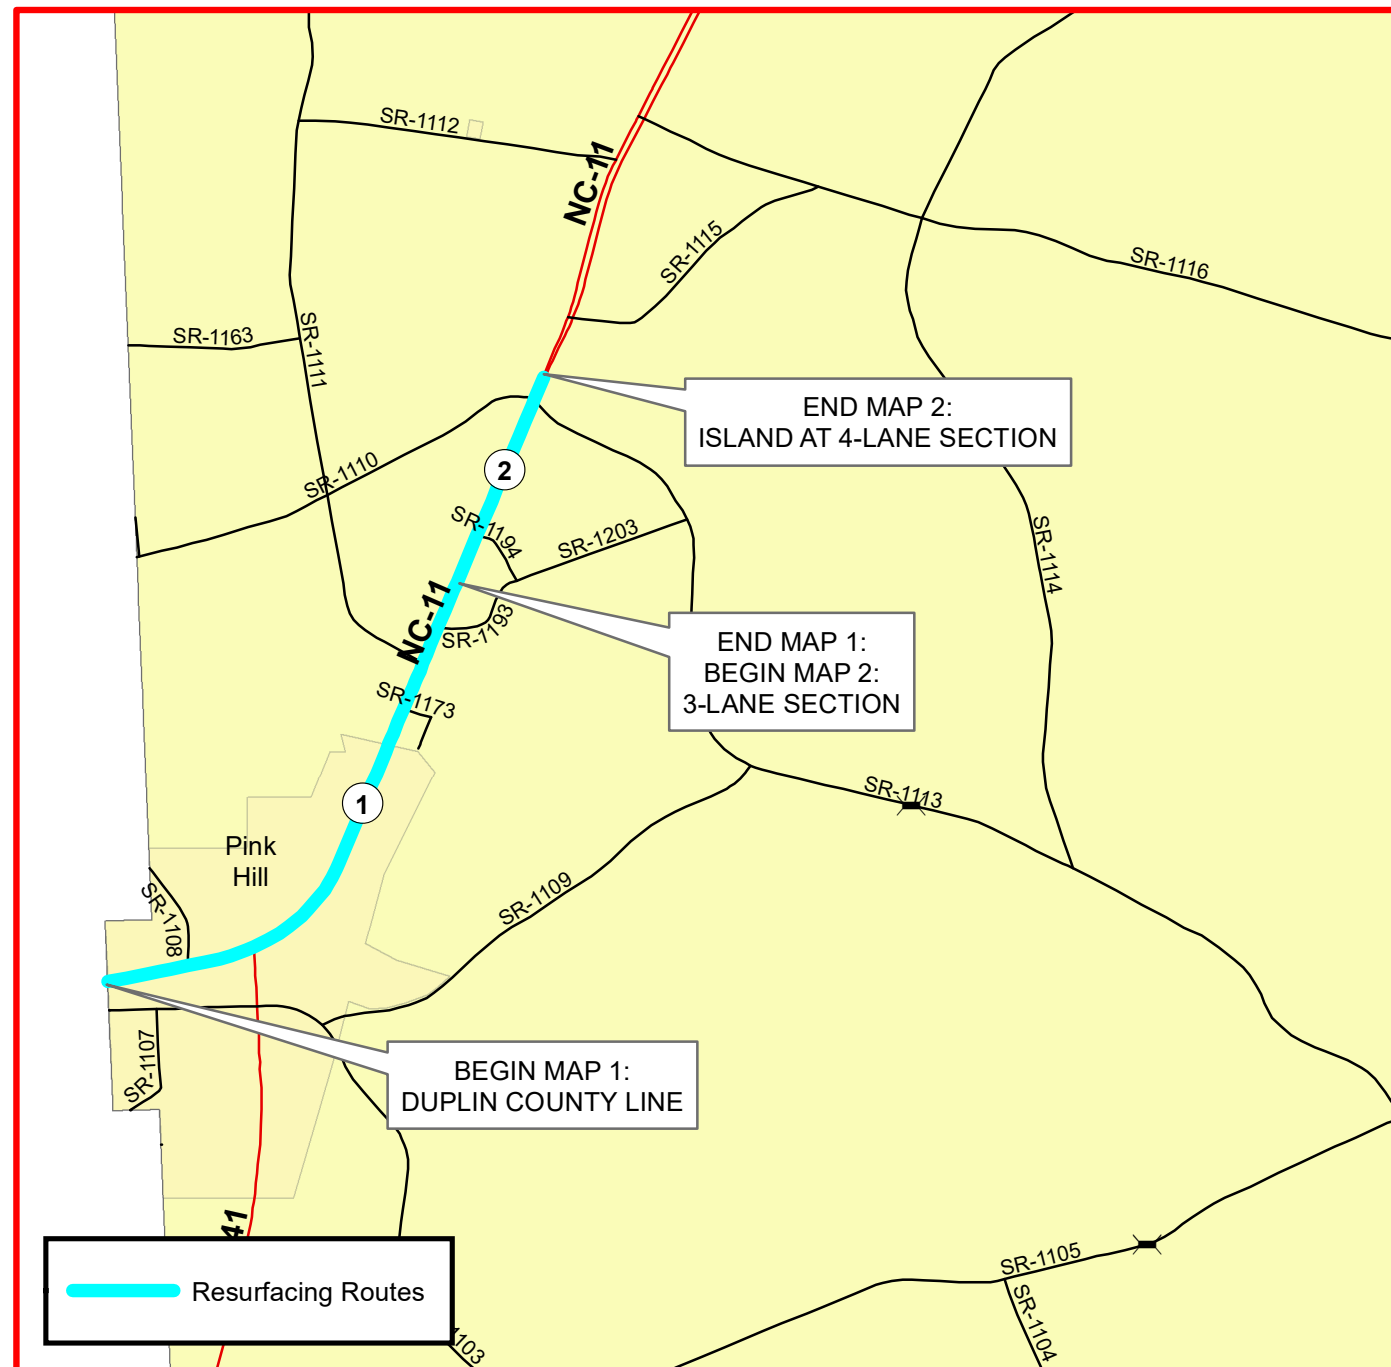 SR-1112
NC-11
SR-1115
SR-1116
SR-1163
SR-1111
END MAP 2:
ISLAND AT 4-LANE SECTION
SR-1110
2
SR-1194
SR-1203
SR-1114
NC-11
SR-1193
END MAP 1:
BEGIN MAP 2:
3-LANE SECTION
SR-1173
1
SR-1113
Pink
Hill
SR-1109
SR-1108
SR-1107
BEGIN MAP 1:
DUPLIN COUNTY LINE
41
SR-1105
Resurfacing Routes
SR-1104
1103